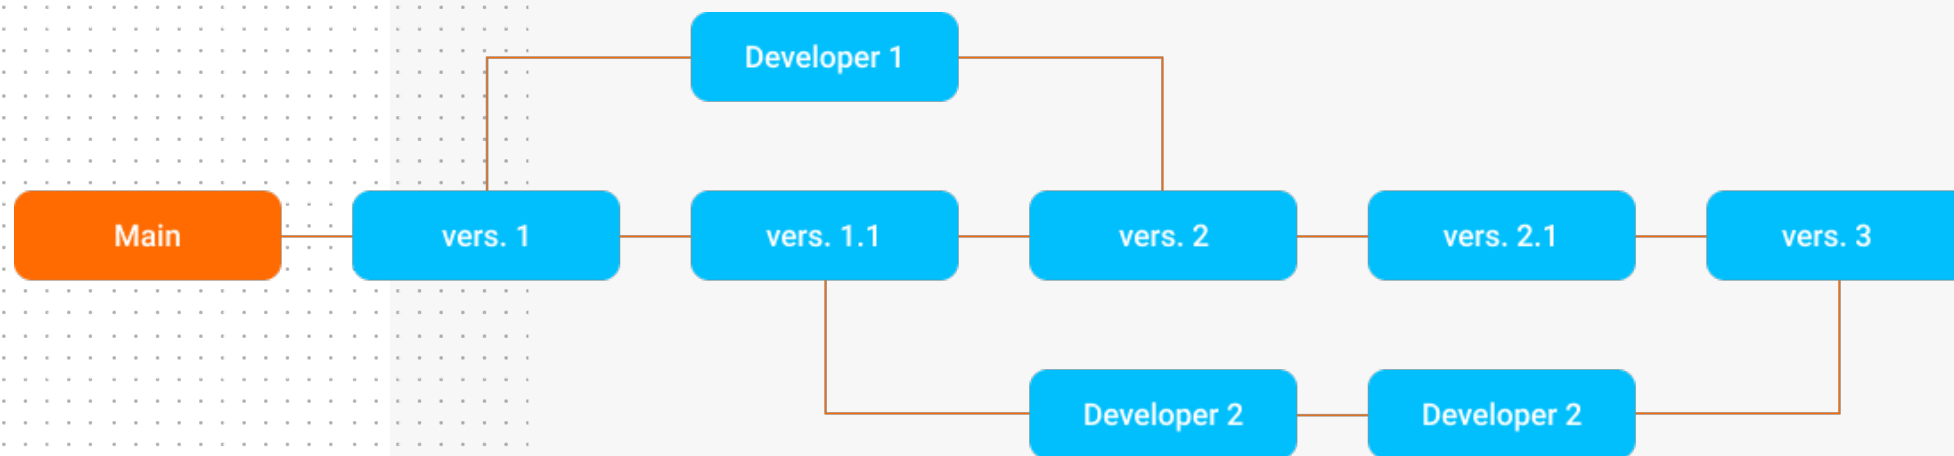 Developer 1
Main
vers. 1
vers. 1.1
vers. 2
vers. 2.1
vers. 3
Developer 2
Developer 2